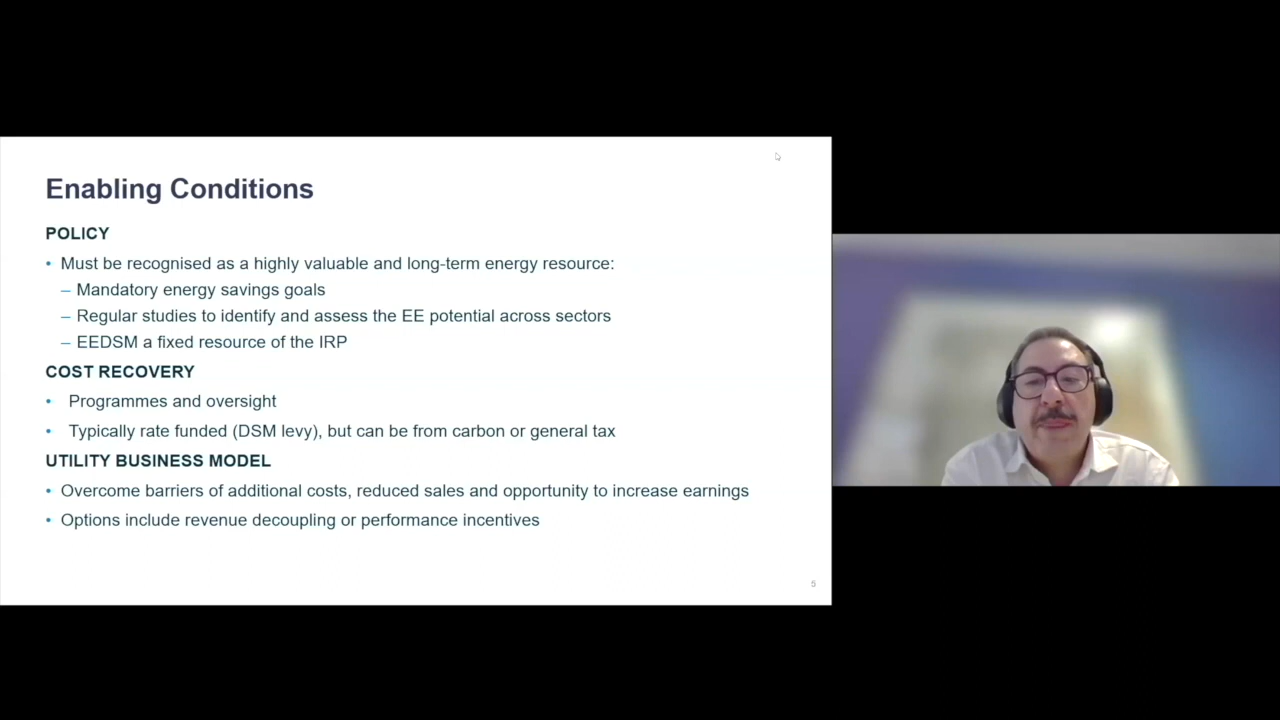 Enabling Conditions
POLICY
• Must be recognised as a highly valuable and long-term energy resource:
– Mandatory energy savings goals
– Regular studies to identify and assess the EE potential across sectors
– EEDSM a fixed resource of the IRP
COST RECOVERY
• Programmes and oversight
• Typically rate funded (DSM levy), but can be from carbon or general tax
UTILITY BUSINESS MODEL
• Overcome barriers of additional costs, reduced sales and opportunity to increase earnings
• Options include revenue decoupling or performance incentives
5